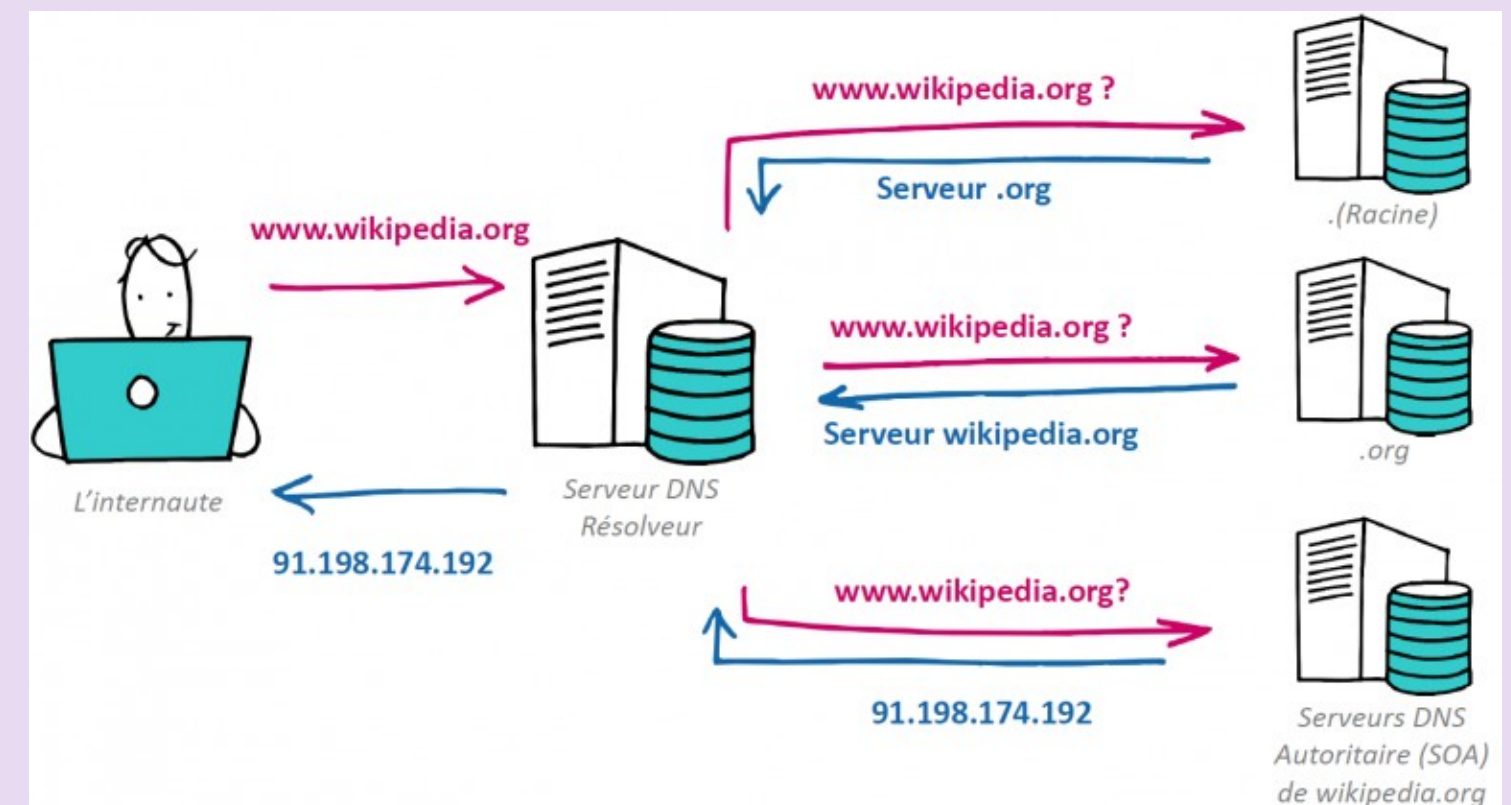 www.wikipedia.org ?
Serveur .org
.(Racine)
www.wikipedia.org
www.wikipedia.org ?
Serveur wikipedia.org
.org
L'internaute
Serveur DNS
Résolveur
91.198.174.192
www.wikipedia.org?
91.198.174.192
Serveurs DNS
Autoritaire (SOA)
de wikipedia.org